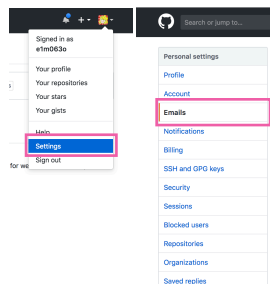 Signed in as
e1m063o
Your profile
Your repositories
Your stars
Your gists
Help
Settings
Sign out
for we
Search or jump to...
Personal settings
Profile
Account
Emails
Notifications
Billing
SSH and GPG keys
Security
Sessions
Blocked users
Repositories
Organizations
Saved replies